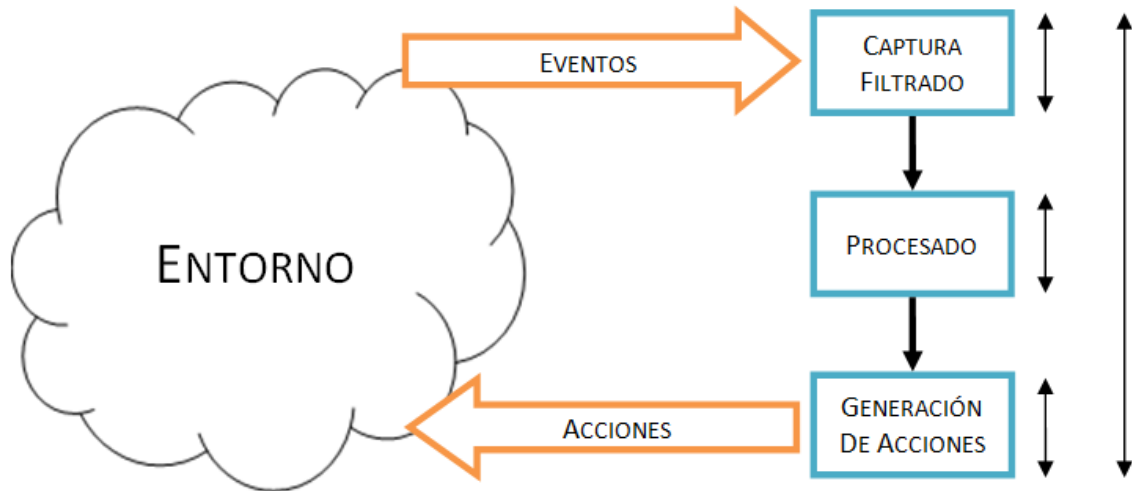 EVENTOS
CAPTURA
FILTRADO
ENTORNO
PROCESADO
ACCIONES
GENERACIÓN
DE ACCIONES